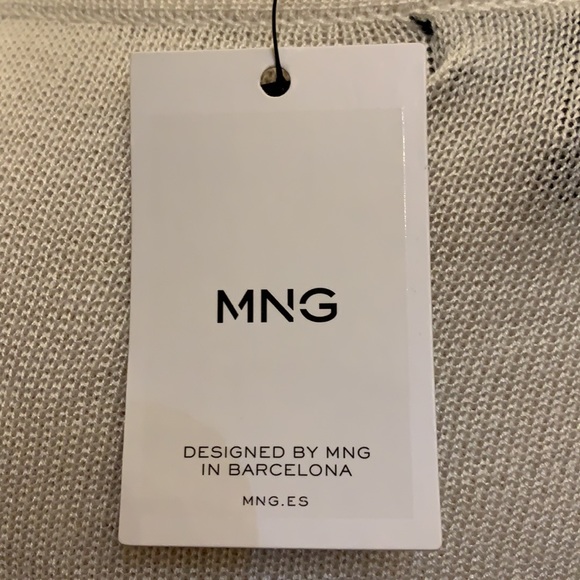 MNG
DESIGNED BY MNG
IN BARCELONA
MNG.ES